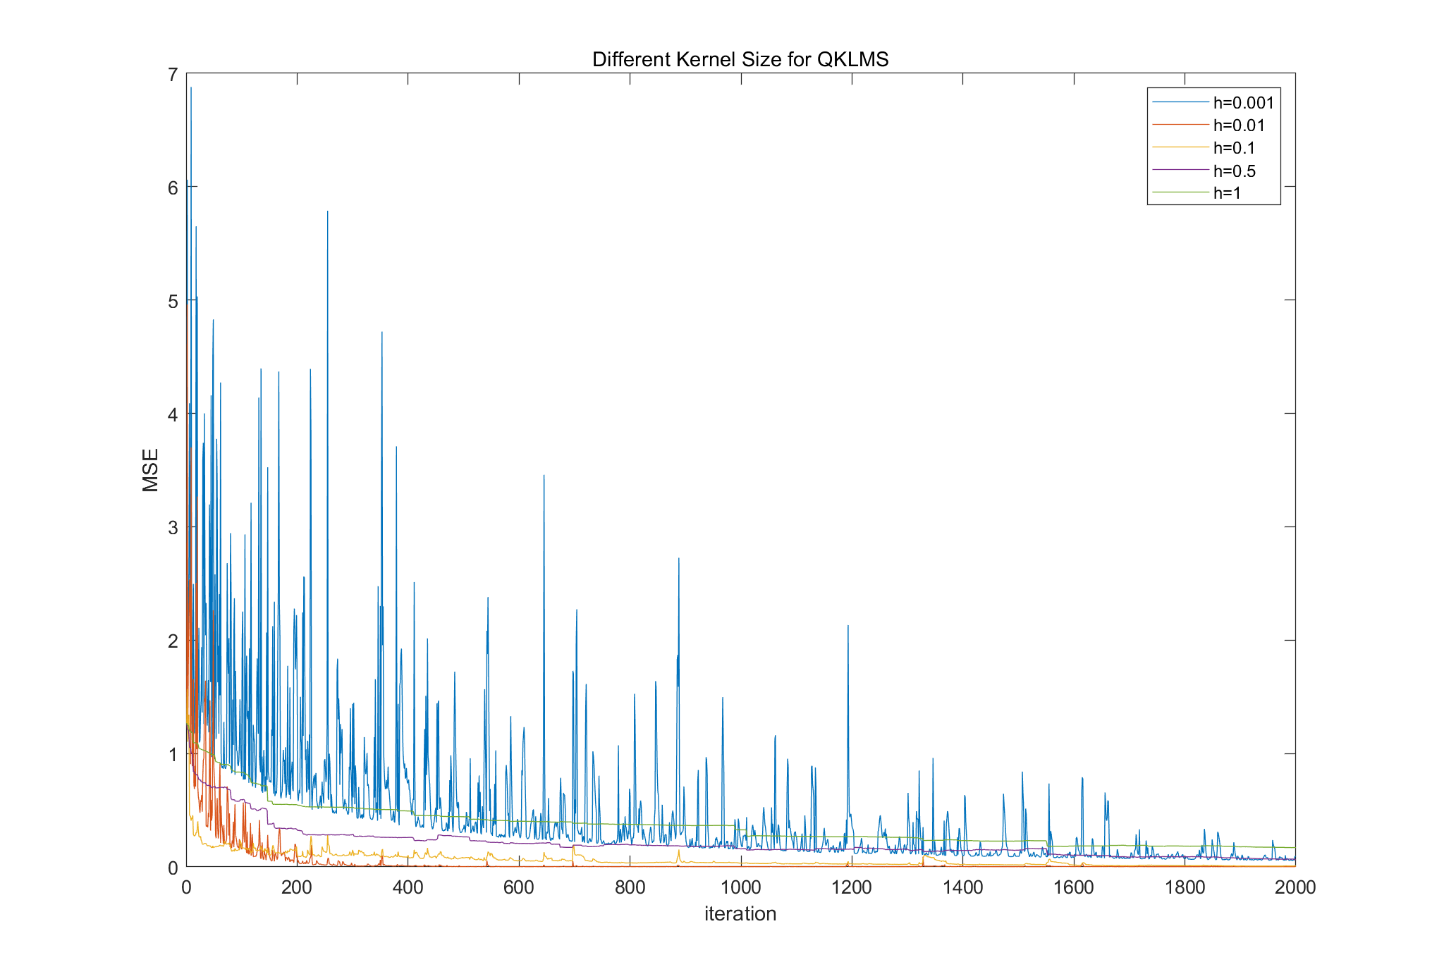 Different Kernel Size for QKLMS
7
6
5
4
3
2
1
0
MSE
h=0.001
h=0.01
h=0.1
h=0.5
h=1
0 200 400 600 800 1000 1200 1400 1600 1800 2000
iteration